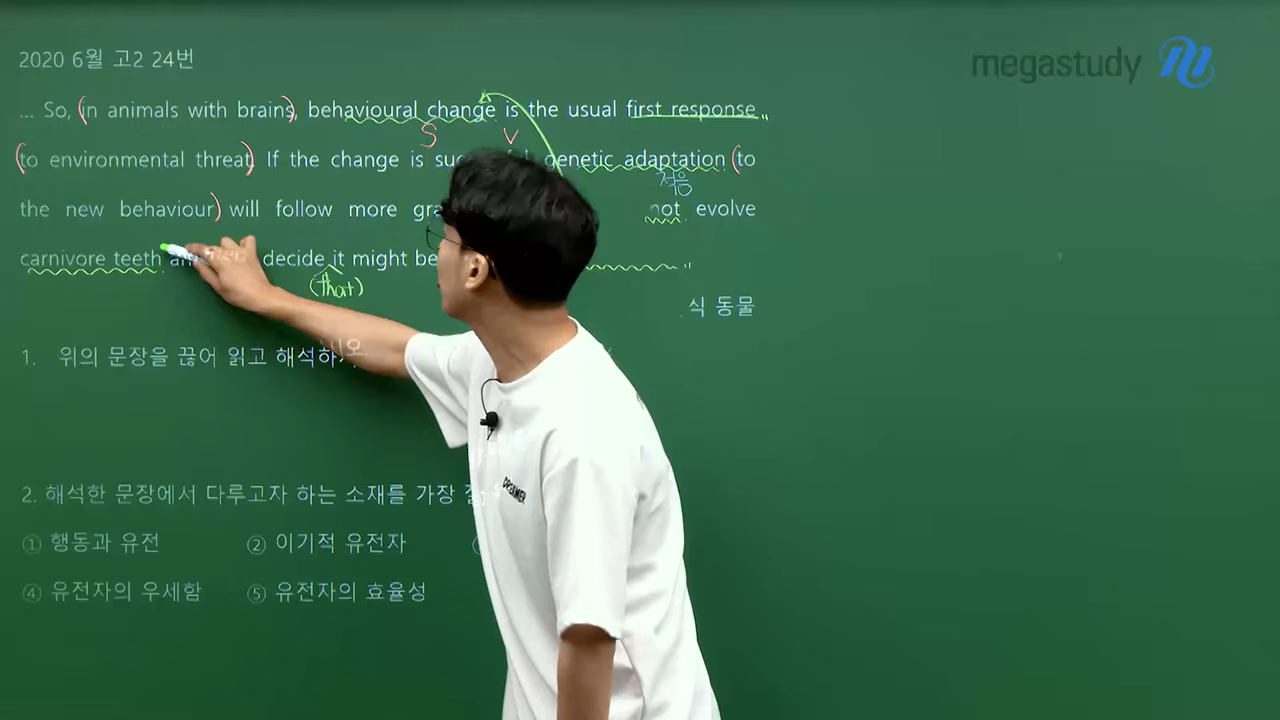 2020 6월 고2 24번
megastudy
... So, in animals with brains, behavioural change is the usual first response
to environmental threat. If the change is genetic adaptation to
the new behaviour will follow more not evolve
적응
carnivore teeth decide it might be
(that)
식 동물
1. 위의 문장을 끊어 읽고 해석하시오.
2. 해석한 문장에서 다루고자 하는 소재를 가장
① 행동과 유전 ② 이기적 유전자
④ 유전자의 우세함 ⑤ 유전자의 효율성
S V
DREAMER